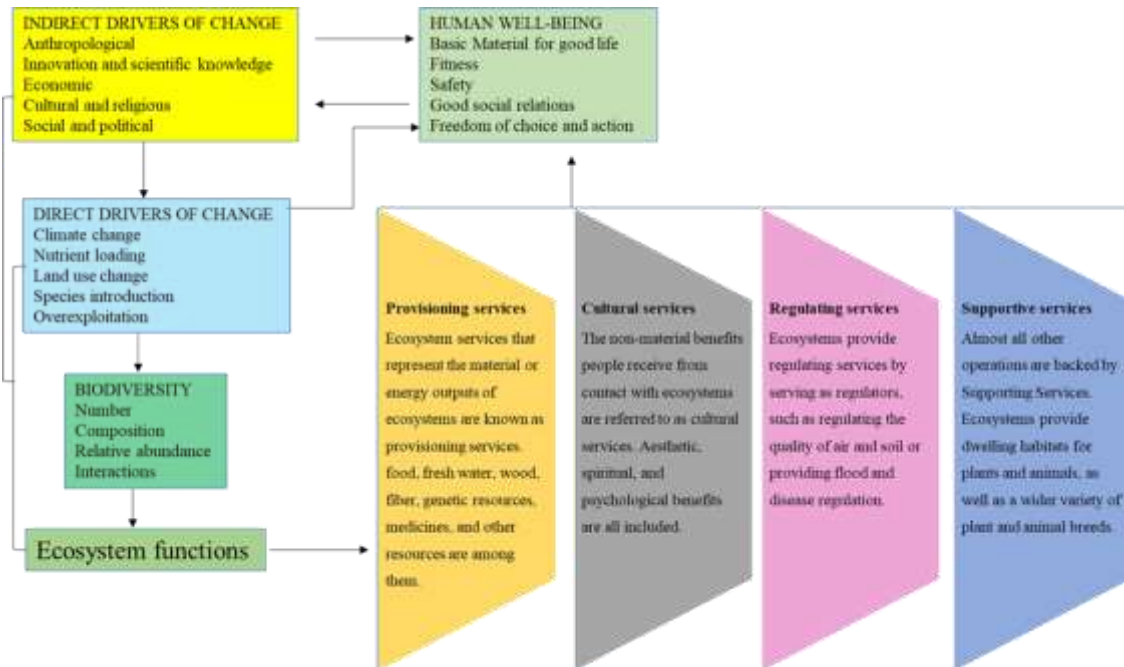 INDIRECT DRIVERS OF CHANGE
Anthropological
Innovation and scientific knowledge
Economic
Cultural and religious
Social and political
HUMAN WELL-BEING
Basic Material for good life
Fitness
Safety
Good social relations
Freedom of choice and action
DIRECT DRIVERS OF CHANGE
Climate change
Nutrient loading
Land use change
Species introduction
Overexploitation
BIODIVERSITY
Number
Composition
Relative abundance
Interactions
Ecosystem functions
Provisioning services
Ecosystem services that
represent the material or
energy outputs of
ecosystems are known as
provisioning services.
food, fresh water, wood,
fiber, genetic resources,
medicines, and other
resources are among
them.
Cultural services
The non-material benefits
people receive from
contact with ecosystems
are referred to as cultural
services. Aesthetic,
spiritual, and
psychological benefits
are all included.
Regulating services
Ecosystems provide
regulating services by
serving as regulators,
such as regulating the
quality of air and soil or
providing flood and
disease regulation.
Supportive services
Almost all other
operations are backed by
Supporting Services.
Ecosystems provide
dwelling habitats for
plants and animals, as
well as a wider variety of
plant and animal breeds.